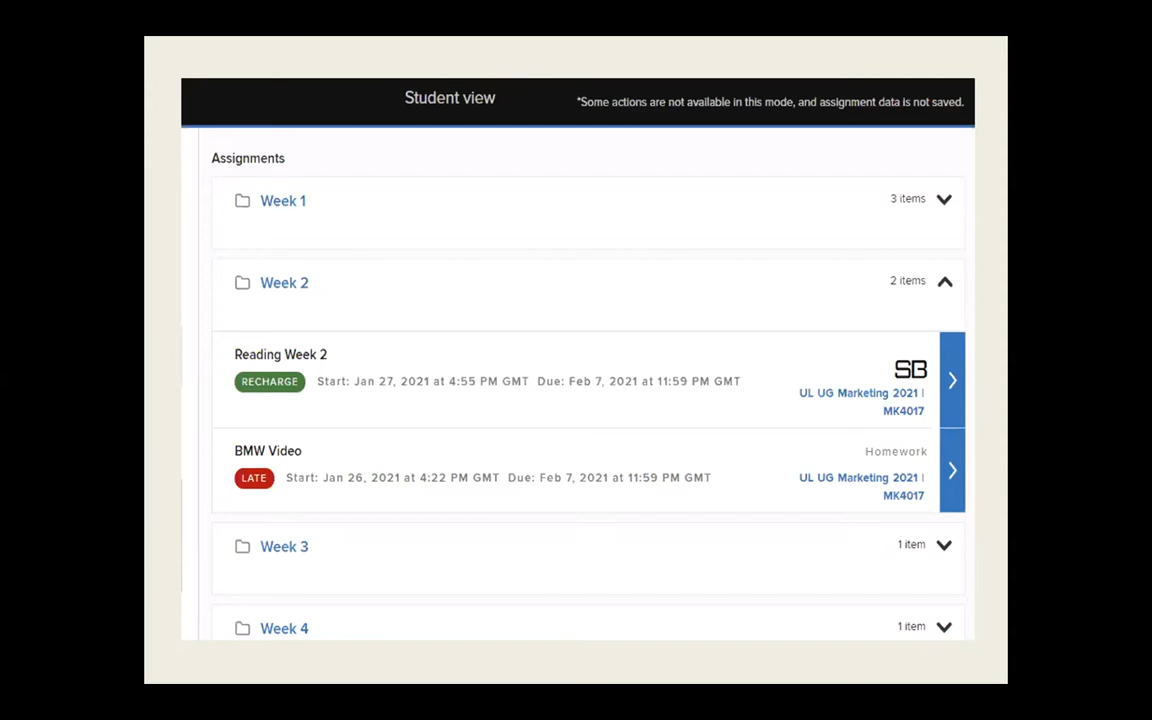 Student view
*Some actions are not available in this mode, and assignment data is not saved.
Assignments
Week 1
3 items
Week 2
2 items
Reading Week 2
RECHARGE
Start: Jan 27, 2021 at 4:55 PM GMT Due: Feb 7, 2021 at 11:59 PM GMT
SB
UL UG Marketing 2021 |
MK4017
BMW Video
Homework
LATE
Start: Jan 26, 2021 at 4:22 PM GMT Due: Feb 7, 2021 at 11:59 PM GMT
UL UG Marketing 2021 |
MK4017
Week 3
1 item
Week 4
1 item